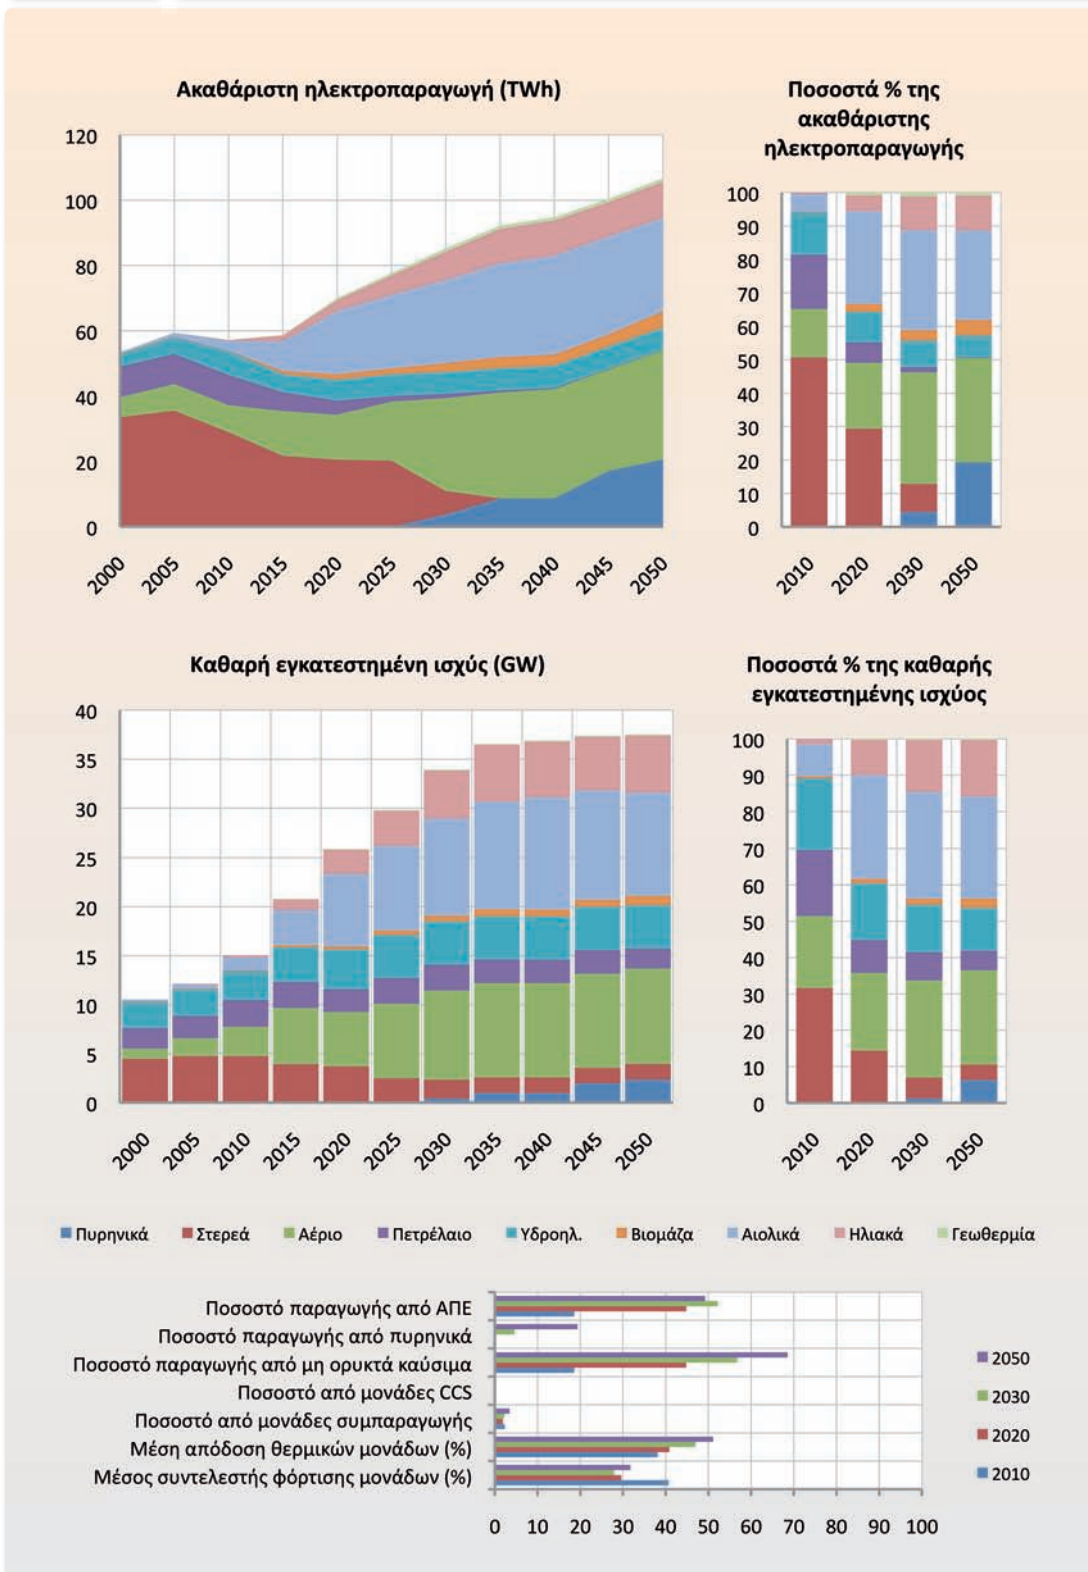 Ακαθάριστη ηλεκτροπαραγωγή (TWh)
120
100
80
60
40
20
0
2000 2005 2010 2015 2020 2025 2030 2035 2040 2045 2050
Ποσοστά % της
ακαθάριστης
ηλεκτροπαραγωγής
100
90
80
70
60
50
40
30
20
10
0
2010 2020 2030 2050
Καθαρή εγκατεστημένη ισχύς (GW)
40
35
30
25
20
15
10
5
0
2000 2005 2010 2015 2020 2025 2030 2035 2040 2045 2050
Ποσοστά % της καθαρής
εγκατεστημένης ισχύος
100
90
80
70
60
50
40
30
20
10
0
2010 2020 2030 2050
Πυρηνικά Στερεά Αέριο Πετρέλαιο Υδροηλ. Βιομάζα Αιολικά Ηλιακά Γεωθερμία
Ποσοστό παραγωγής από ΑΠΕ
Ποσοστό παραγωγής από πυρηνικά
Ποσοστό παραγωγής από μη ορυκτά καύσιμα
Ποσοστό από μονάδες CCS
Ποσοστό από μονάδες συμπαραγωγής
Μέση απόδοση θερμικών μονάδων (%)
Μέσος συντελεστής φόρτισης μονάδων (%)
0 10 20 30 40 50 60 70 80 90 100
2050
2030
2020
2010